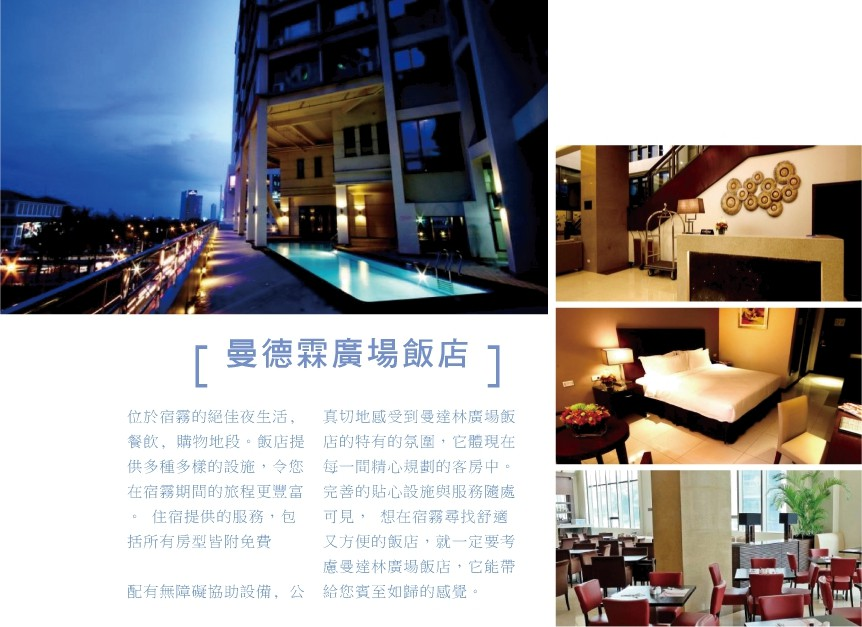 [ 曼德霖廣場飯店 ]
位於宿霧的絕佳夜生活,
餐飲, 購物地段。飯店提
供多種多樣的設施，令您
在宿霧期間的旅程更豐富
。 住宿提供的服務，包
括所有房型皆附免費
配有無障礙協助設備, 公
真切地感受到曼達林廣場飯
店的特有的氛圍，它體現在
每一間精心規劃的客房中。
完善的貼心設施與服務隨處
可見， 想在宿霧尋找舒適
又方便的飯店，就一定要考
慮曼達林廣場飯店，它能帶
給您賓至如歸的感覺。